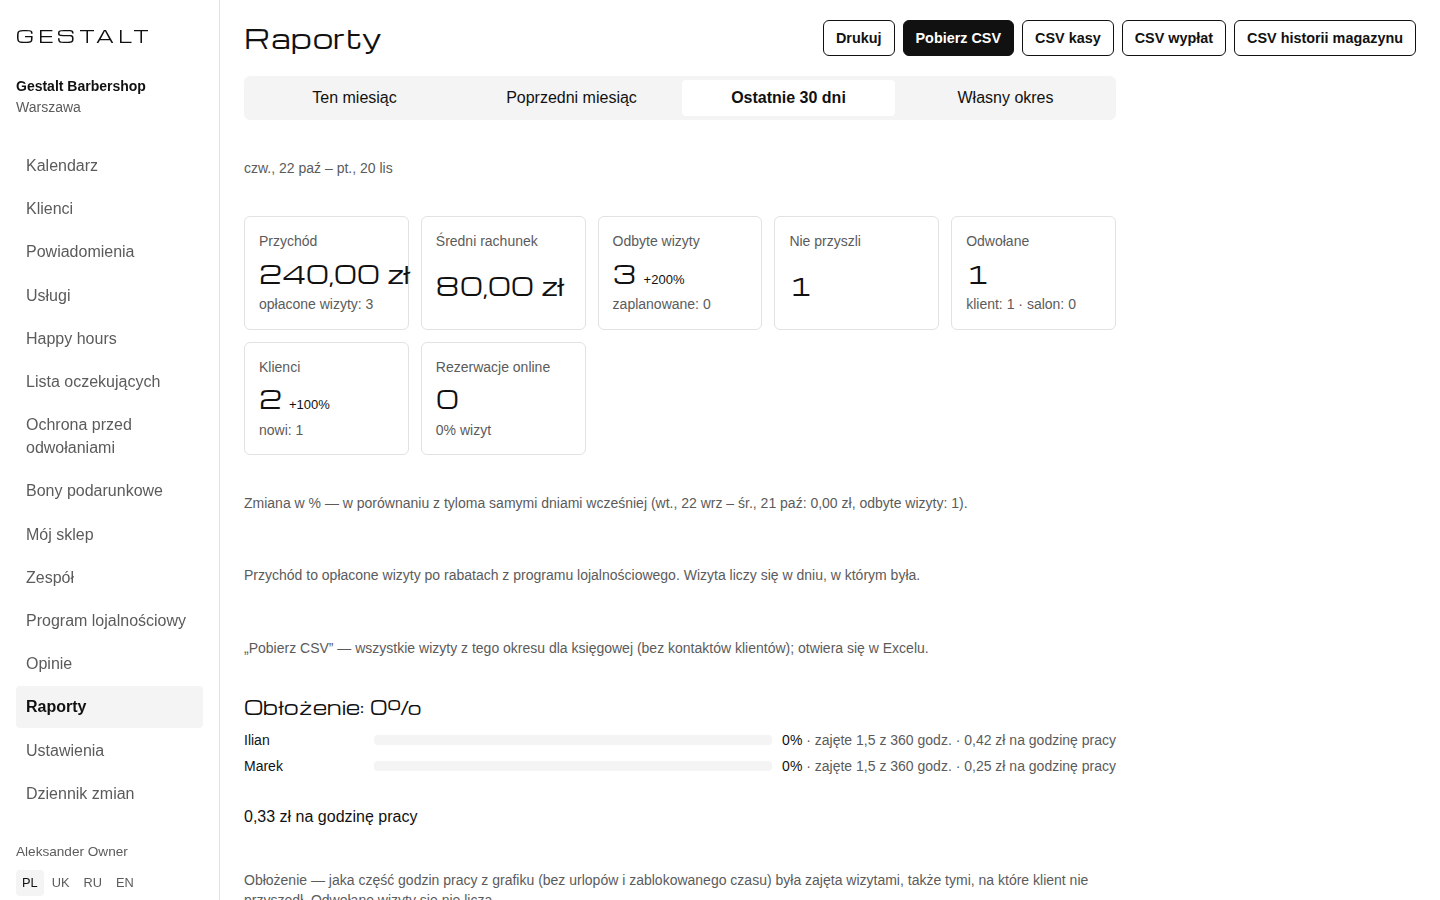 GESTALT
Gestalt Barbershop
Warszawa
Kalendarz
Klienci
Powiadomienia
Usługi
Happy hours
Lista oczekujących
Ochrona przed
odwołaniami
Bony podarunkowe
Mój sklep
Zespół
Program lojalnościowy
Opinie
Raporty
Ustawienia
Dziennik zmian
Aleksander Owner
PL UK RU EN
Raporty
Drukuj
Pobierz CSV
CSV kasy
CSV wypłat
CSV historii magazynu
Ten miesiąc
Poprzedni miesiąc
Ostatnie 30 dni
Własny okres
czw., 22 paź – pt., 20 lis
Przychód
240,00 zł
opłacone wizyty: 3
Średni rachunek
80,00 zł
Odbyte wizyty
3 +200%
zaplanowane: 0
Nie przyszli
1
Odwołane
1
klient: 1 · salon: 0
Klienci
2 +100%
nowi: 1
Rezerwacje online
0
0% wizyt
Zmiana w % — w porównaniu z tyloma samymi dniami wcześniej (wt., 22 wrz – śr., 21 paź: 0,00 zł, odbyte wizyty: 1).
Przychód to opłacone wizyty po rabatach z programu lojalnościowego. Wizyta liczy się w dniu, w którym była.
„Pobierz CSV” — wszystkie wizyty z tego okresu dla księgowej (bez kontaktów klientów); otwiera się w Excelu.
Obłożenie: 0%
Ilian 0% · zajęte 1,5 z 360 godz. · 0,42 zł na godzinę pracy
Marek 0% · zajęte 1,5 z 360 godz. · 0,25 zł na godzinę pracy
0,33 zł na godzinę pracy
Obłożenie — jaka część godzin pracy z grafiku (bez urlopów i zablokowanego czasu) była zajęta wizytami, także tymi, na które klient nie
przyszedł. Odwołane wizyty się nie liczą.